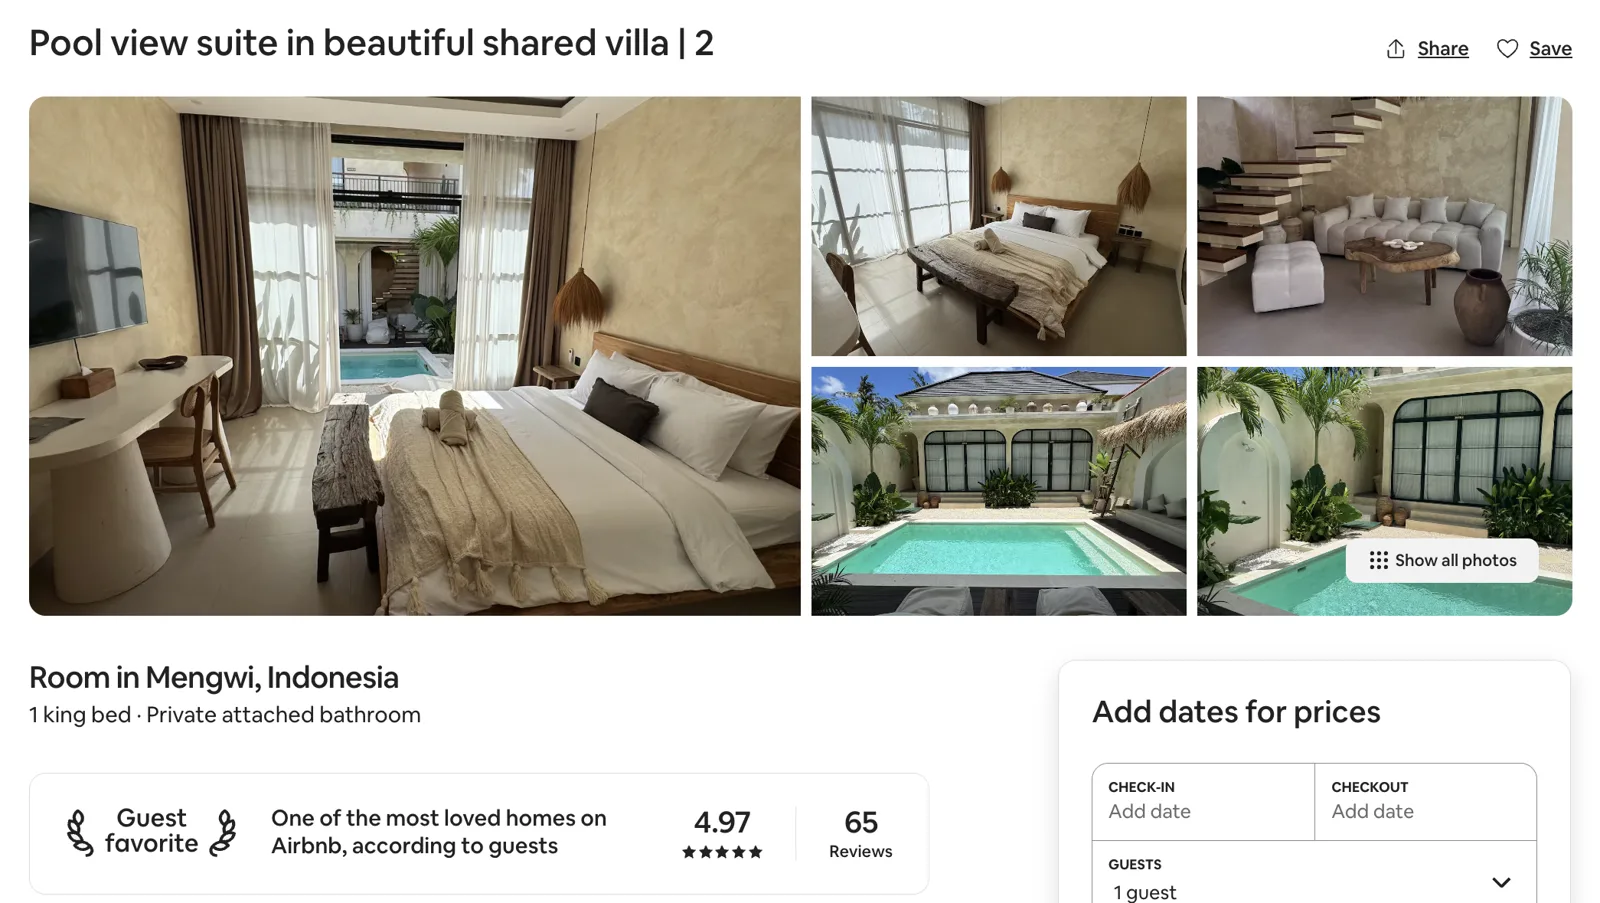 Pool view suite in beautiful shared villa | 2
Share
Save
Show all photos
Room in Mengwi, Indonesia
1 king bed · Private attached bathroom
Guest
favorite
One of the most loved homes on
Airbnb, according to guests
4.97
65
Reviews
Add dates for prices
CHECK-IN
Add date
CHECKOUT
Add date
GUESTS
1 guest